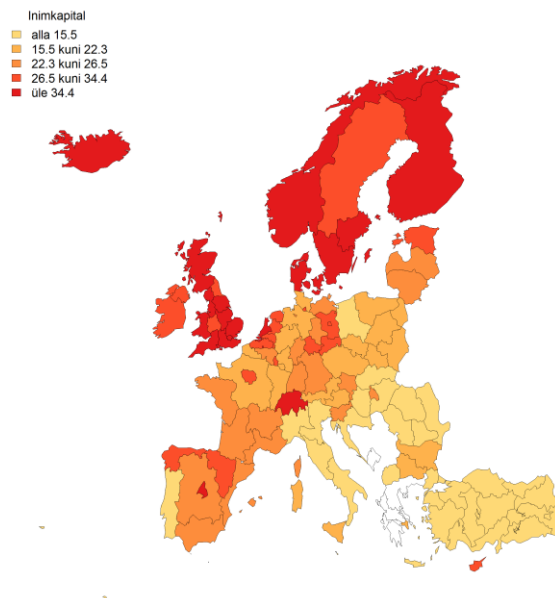 Inimkapital
alla 15.5
15.5 kuni 22.3
22.3 kuni 26.5
26.5 kuni 34.4
üle 34.4